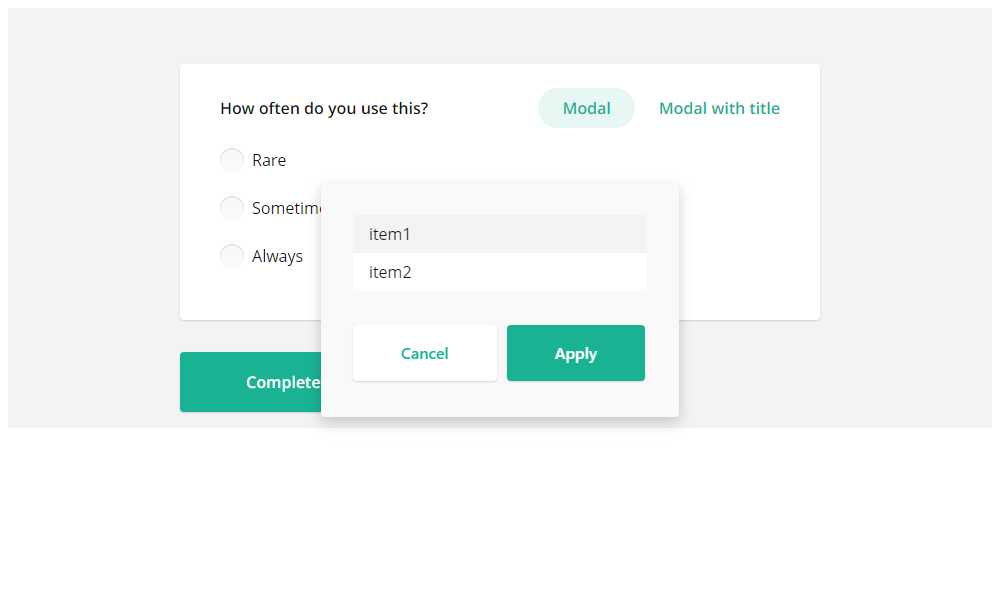 How often do you use this?
Modal
Modal with title
Rare
Sometim
Always
item1
item2
Cancel
Apply
Complete